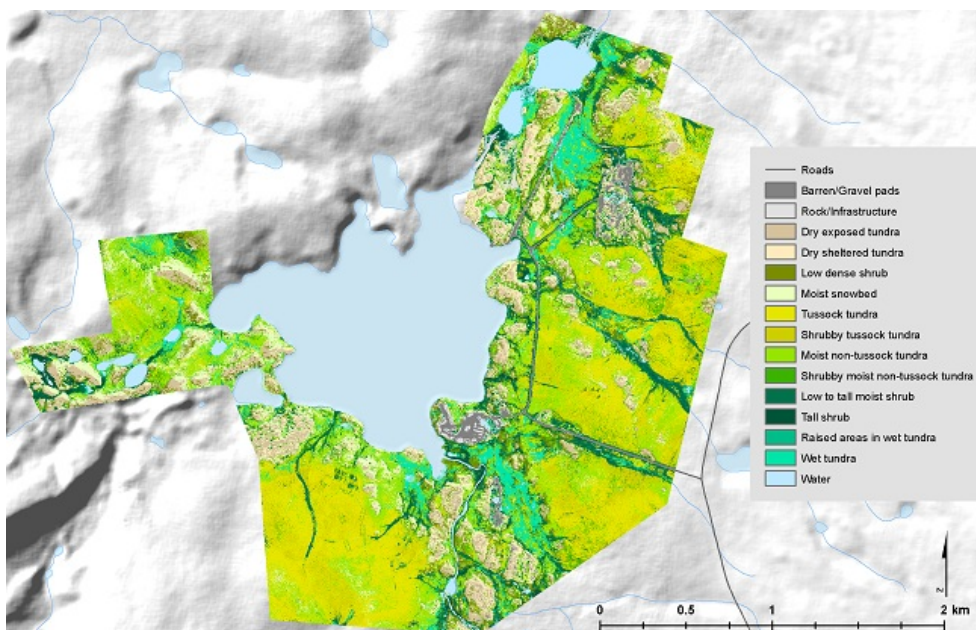 Roads
Barren/Gravel pads
Rock/Infrastructure
Dry exposed tundra
Dry sheltered tundra
Low dense shrub
Moist snowbed
Tussock tundra
Shrubby tussock tundra
Moist non-tussock tundra
Shrubby moist non-tussock tundra
Low to tall moist shrub
Tall shrub
Raised areas in wet tundra
Wet tundra
Water
N
0 0.5 1 2 km